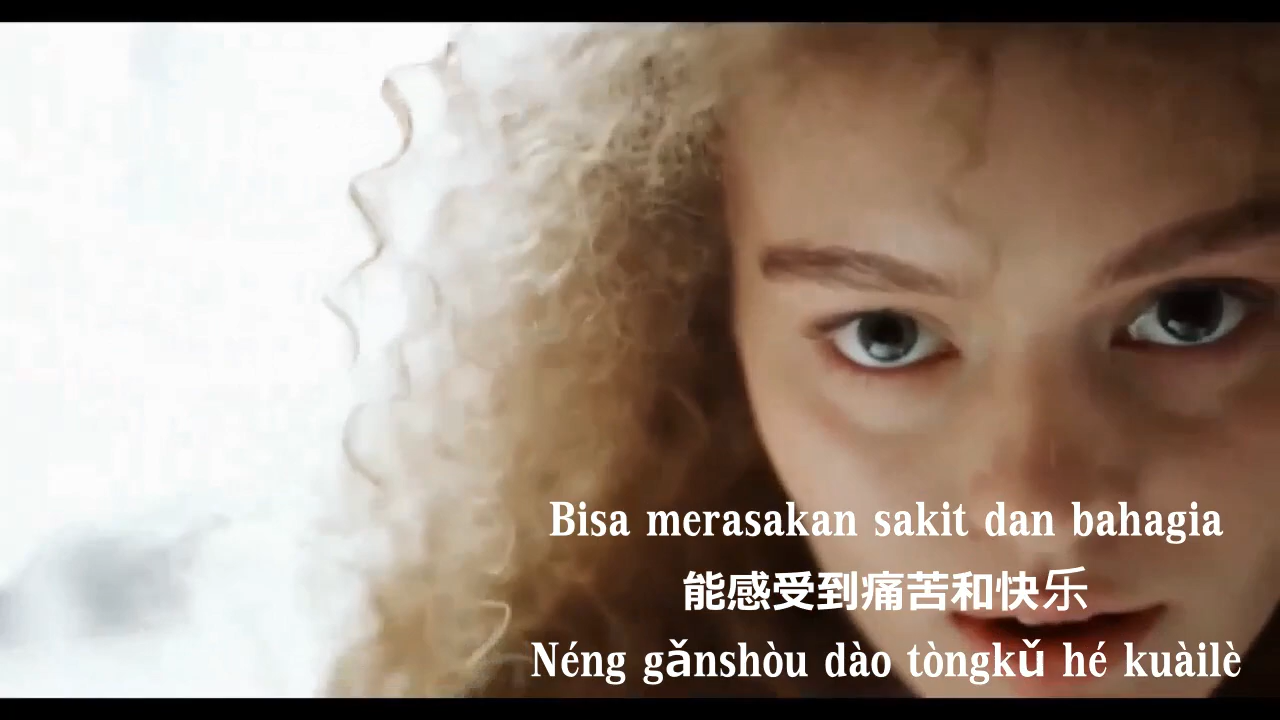 Bisa merasakan sakit dan bahagia
能感受到痛苦和快乐
Néng gǎnshòu dào tòngkǔ hé kuàilè